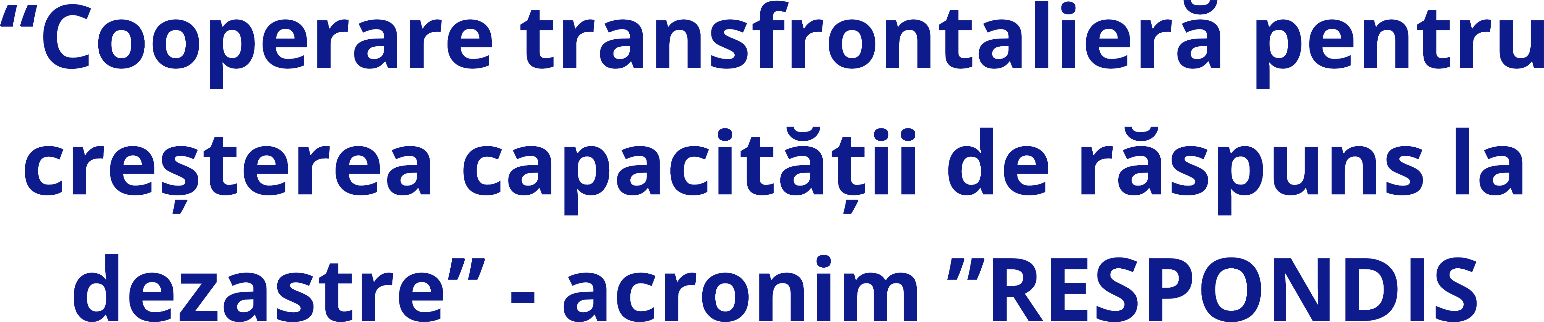 “Cooperare transfrontalieră pentru
creșterea capacității de răspuns la
dezastre” - acronim ”RESPONDIS